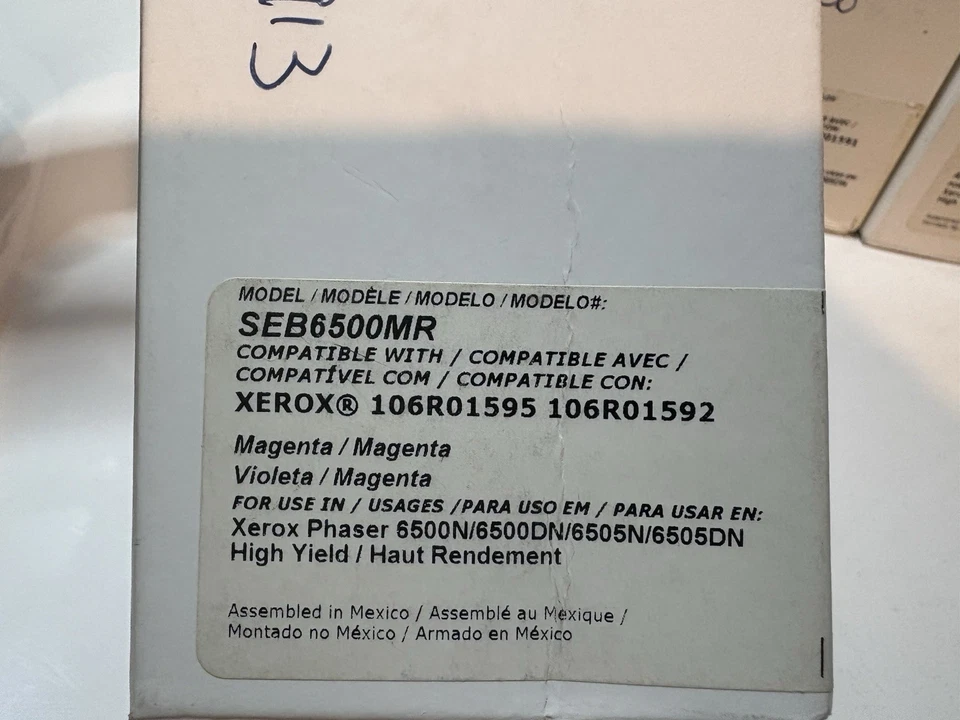 13
MODEL / MODÈLE / MODELO / MODELO#:
SEB6500MR
COMPATIBLE WITH / COMPATIBLE AVEC /
COMPATÍVEL COM / COMPATIBLE CON:
XEROX® 106R01595 106R01592
Magenta / Magenta
Violeta / Magenta
FOR USE IN / USAGES /PARA USO EM / PARA USAR EN:
Xerox Phaser 6500N/6500DN/6505N/6505DN
High Yield / Haut Rendement
Assembled in Mexico / Assemblé au Mexique /
Montado no México / Armado en México